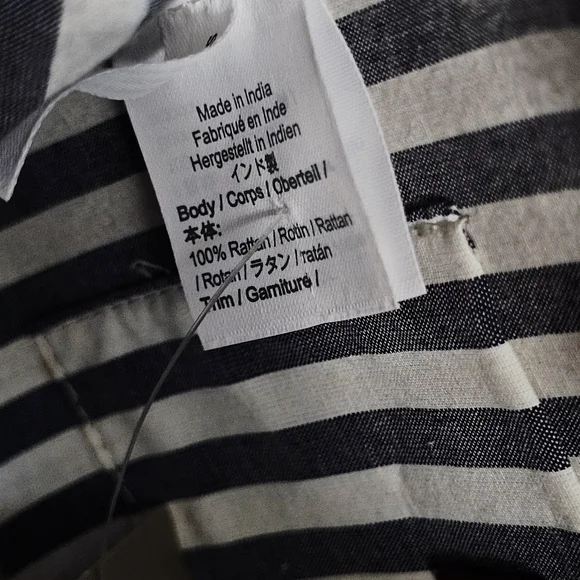 Made in India
Fabriqué en Inde
Hergestellt in Indien
インド製
Body / Corps / Oberteil /
本体:
100% Rattan / Rotin / Rattan
/ Rotan / ラタン / ratán
Trim / Garniture /